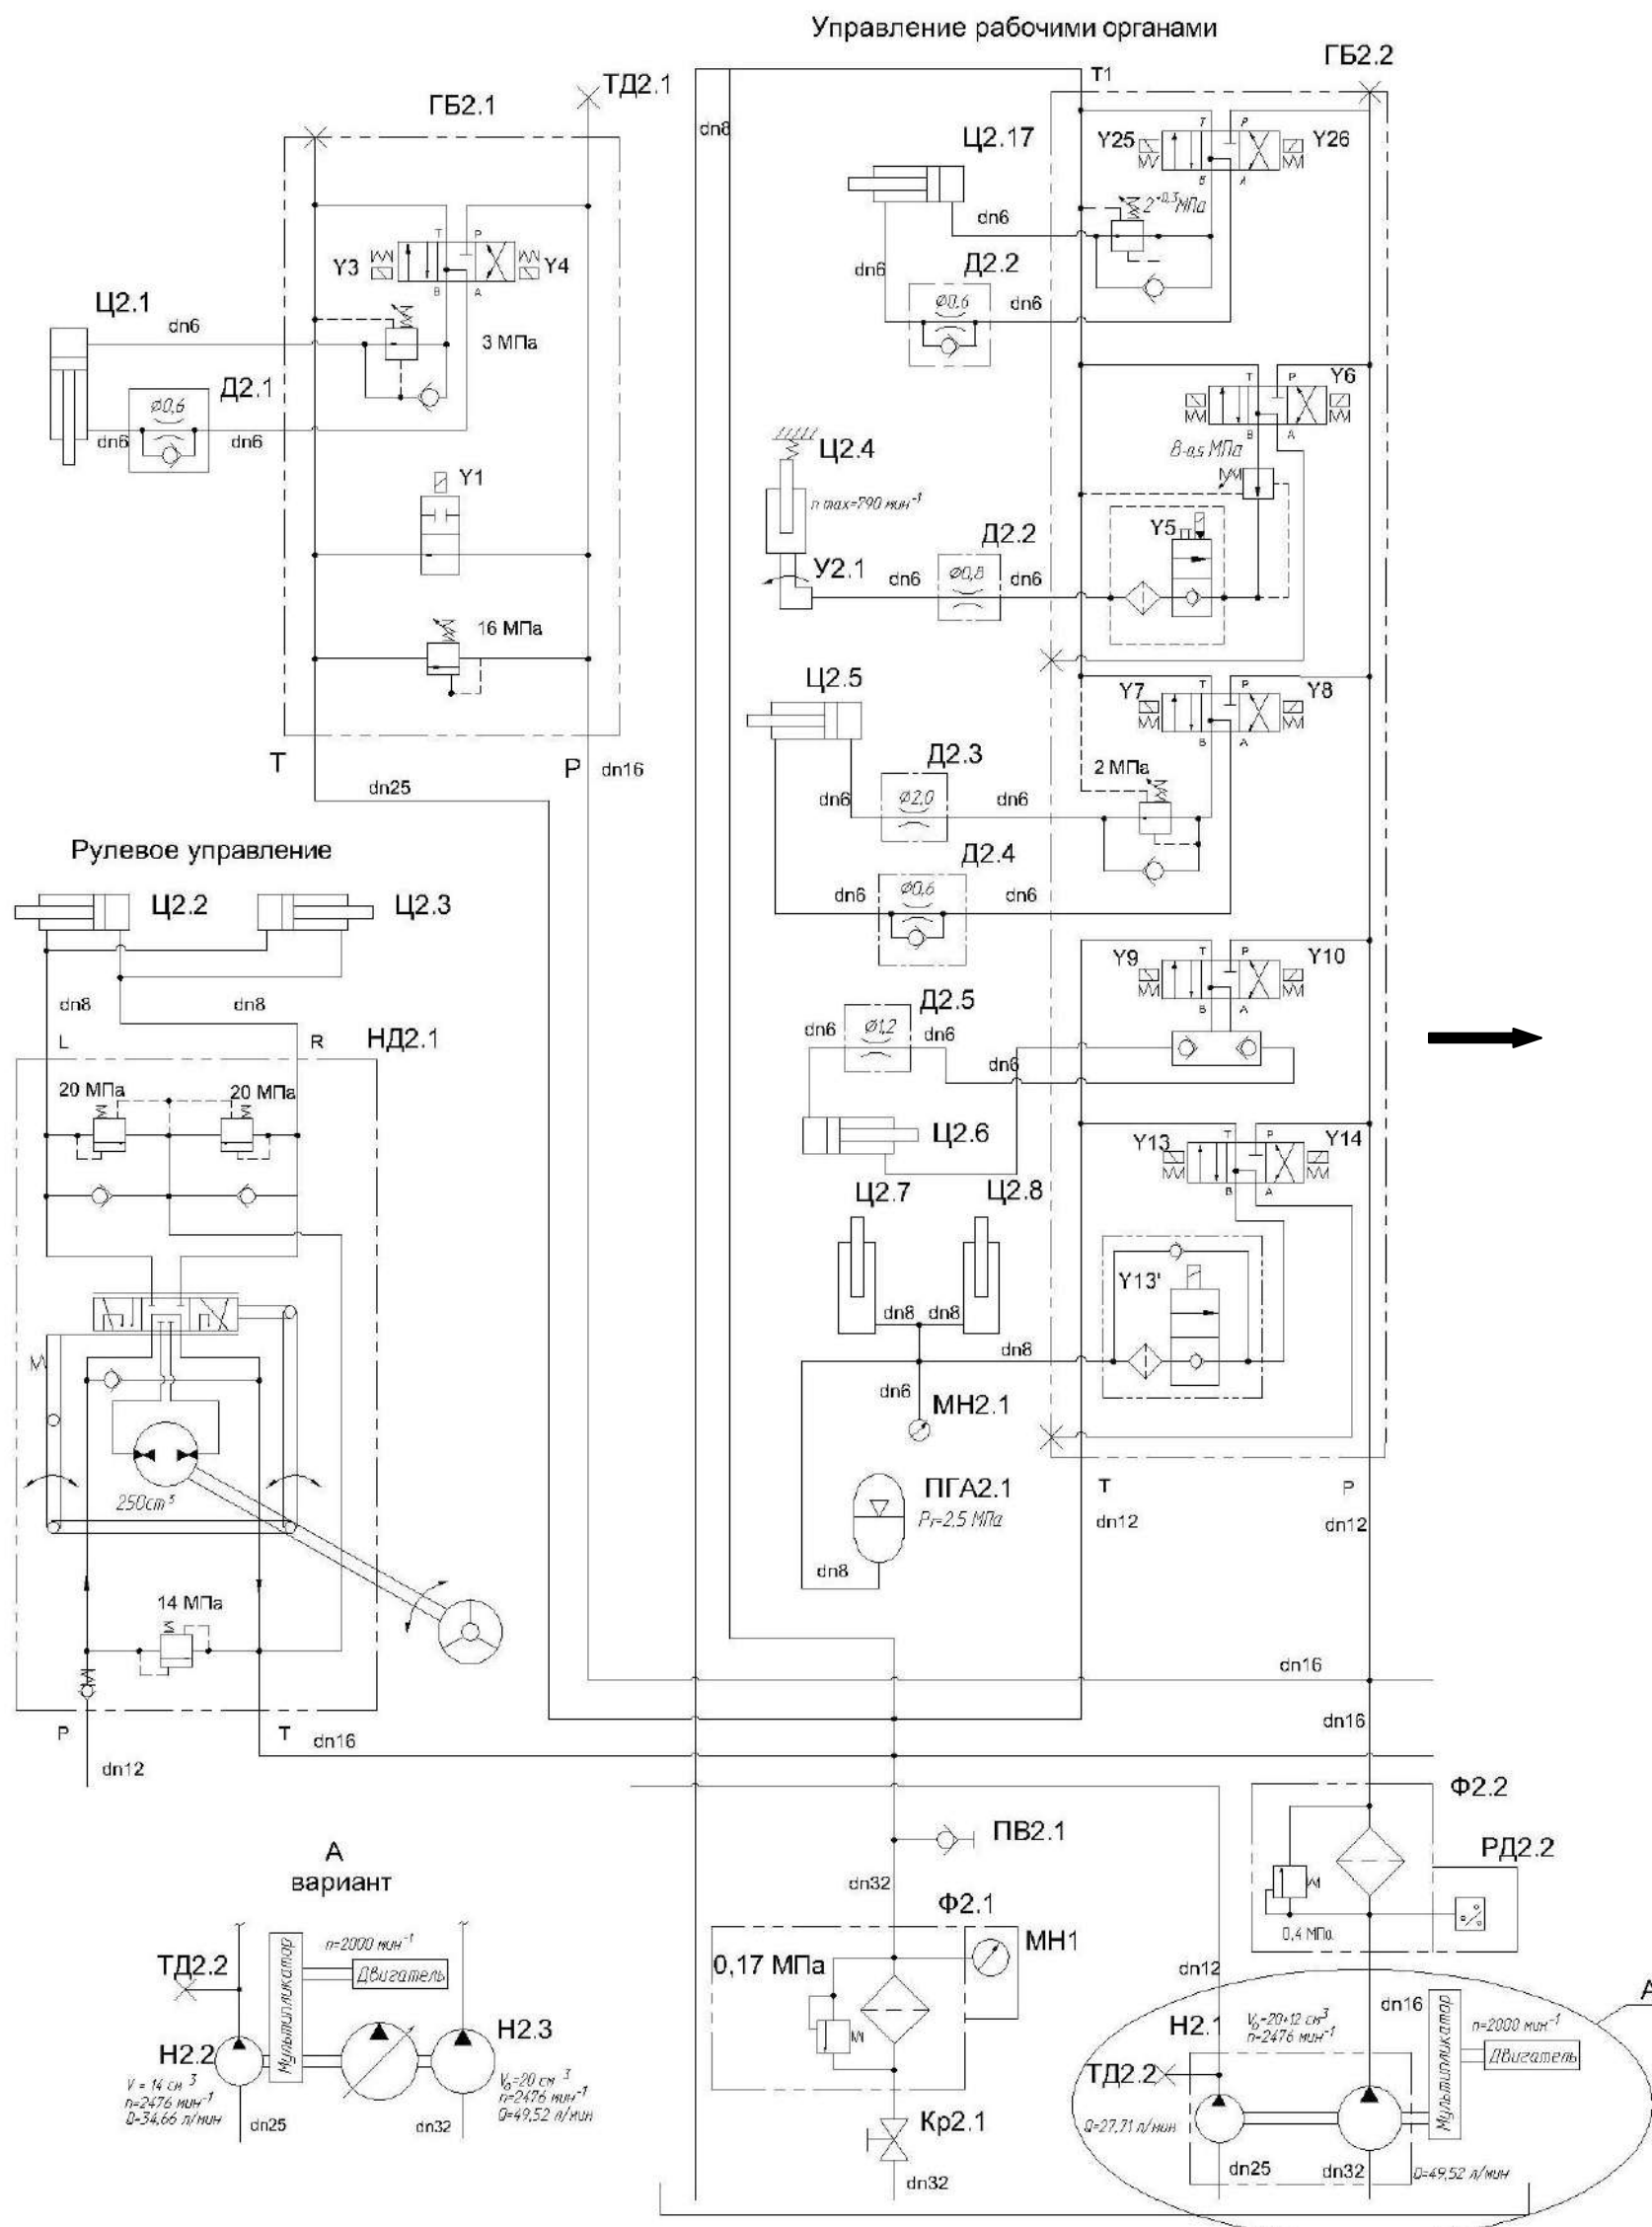 Управление рабочими органами
ГБ2.2
T1
ТД2.1
ГБ2.1
dn8
Ц2.17
Y25
T
P
Y26
B
A
2⁺⁰·³МПа
dn6
dn6
Д2.2
Ø0,6
dn6
Y3
T
P
Y4
B
A
Ц2.1
dn6
3 МПа
Д2.1
Ø0,6
dn6
dn6
Y1
16 МПа
T
P
dn16
dn25
T
P
Y6
B
A
8-0,5 МПа
Ц2.4
n max=790 мин⁻¹
У2.1
Д2.2
dn6
Ø0,8
dn6
Y5
Ц2.5
Y7
T
P
Y8
B
A
2 МПа
Д2.3
dn6
Ø2,0
dn6
Д2.4
dn6
Ø0,6
dn6
Y9
T
P
Y10
B
A
Д2.5
dn6
Ø1,2
dn6
dn6
Ц2.6
Y13
T
P
Y14
B
A
Ц2.7
Ц2.8
Y13'
dn8
dn8
dn8
dn6
МН2.1
ПГА2.1
Pг=2,5 МПа
dn8
T
P
dn12
dn12
Рулевое управление
Ц2.2
Ц2.3
dn8
dn8
L
R
НД2.1
20 МПа
20 МПа
250cm³
14 МПа
P
T
dn16
dn12
dn16
dn16
ПВ2.1
dn32
Ф2.1
0,17 МПа
МН1
Кр2.1
dn32
Ф2.2
РД2.2
0,4 МПа
dn12
dn16
А
Н2.1
V₀=20+12 см³
n=2476 мин⁻¹
ТД2.2
Q=27,71 л/мин
Мультипликатор
n=2000 мин⁻¹
Двигатель
dn25
dn32
Q=49,52 л/мин
А
вариант
ТД2.2
Мультипликатор
n=2000 мин⁻¹
Двигатель
Н2.2
V = 14 см³
n=2476 мин⁻¹
Q=34,66 л/мин
dn25
Н2.3
V₀=20 см³
n=2476 мин⁻¹
Q=49,52 л/мин
dn32